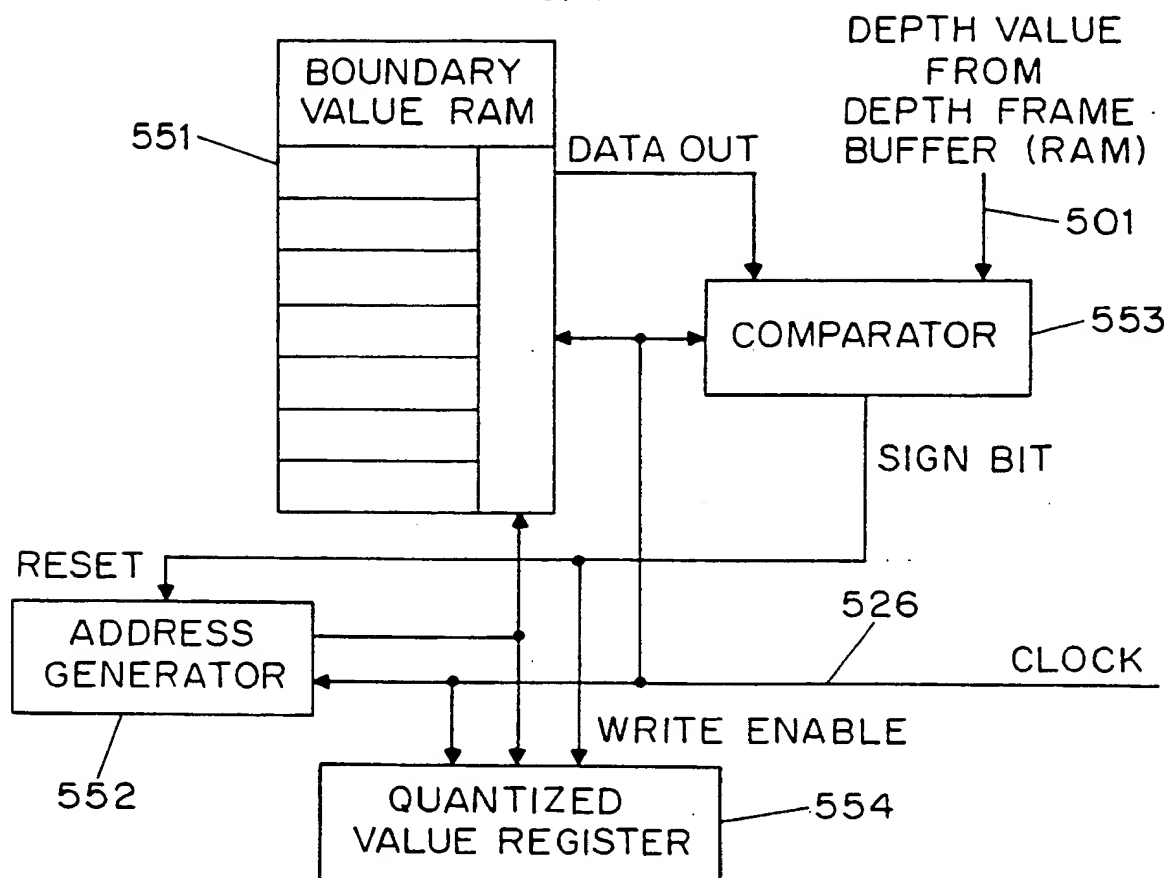 DEPTH VALUE
FROM
DEPTH FRAME
BUFFER (RAM)
BOUNDARY
VALUE RAM
551
DATA OUT
501
COMPARATOR
553
SIGN BIT
RESET
ADDRESS
GENERATOR
526
CLOCK
WRITE ENABLE
552
QUANTIZED
VALUE REGISTER
554